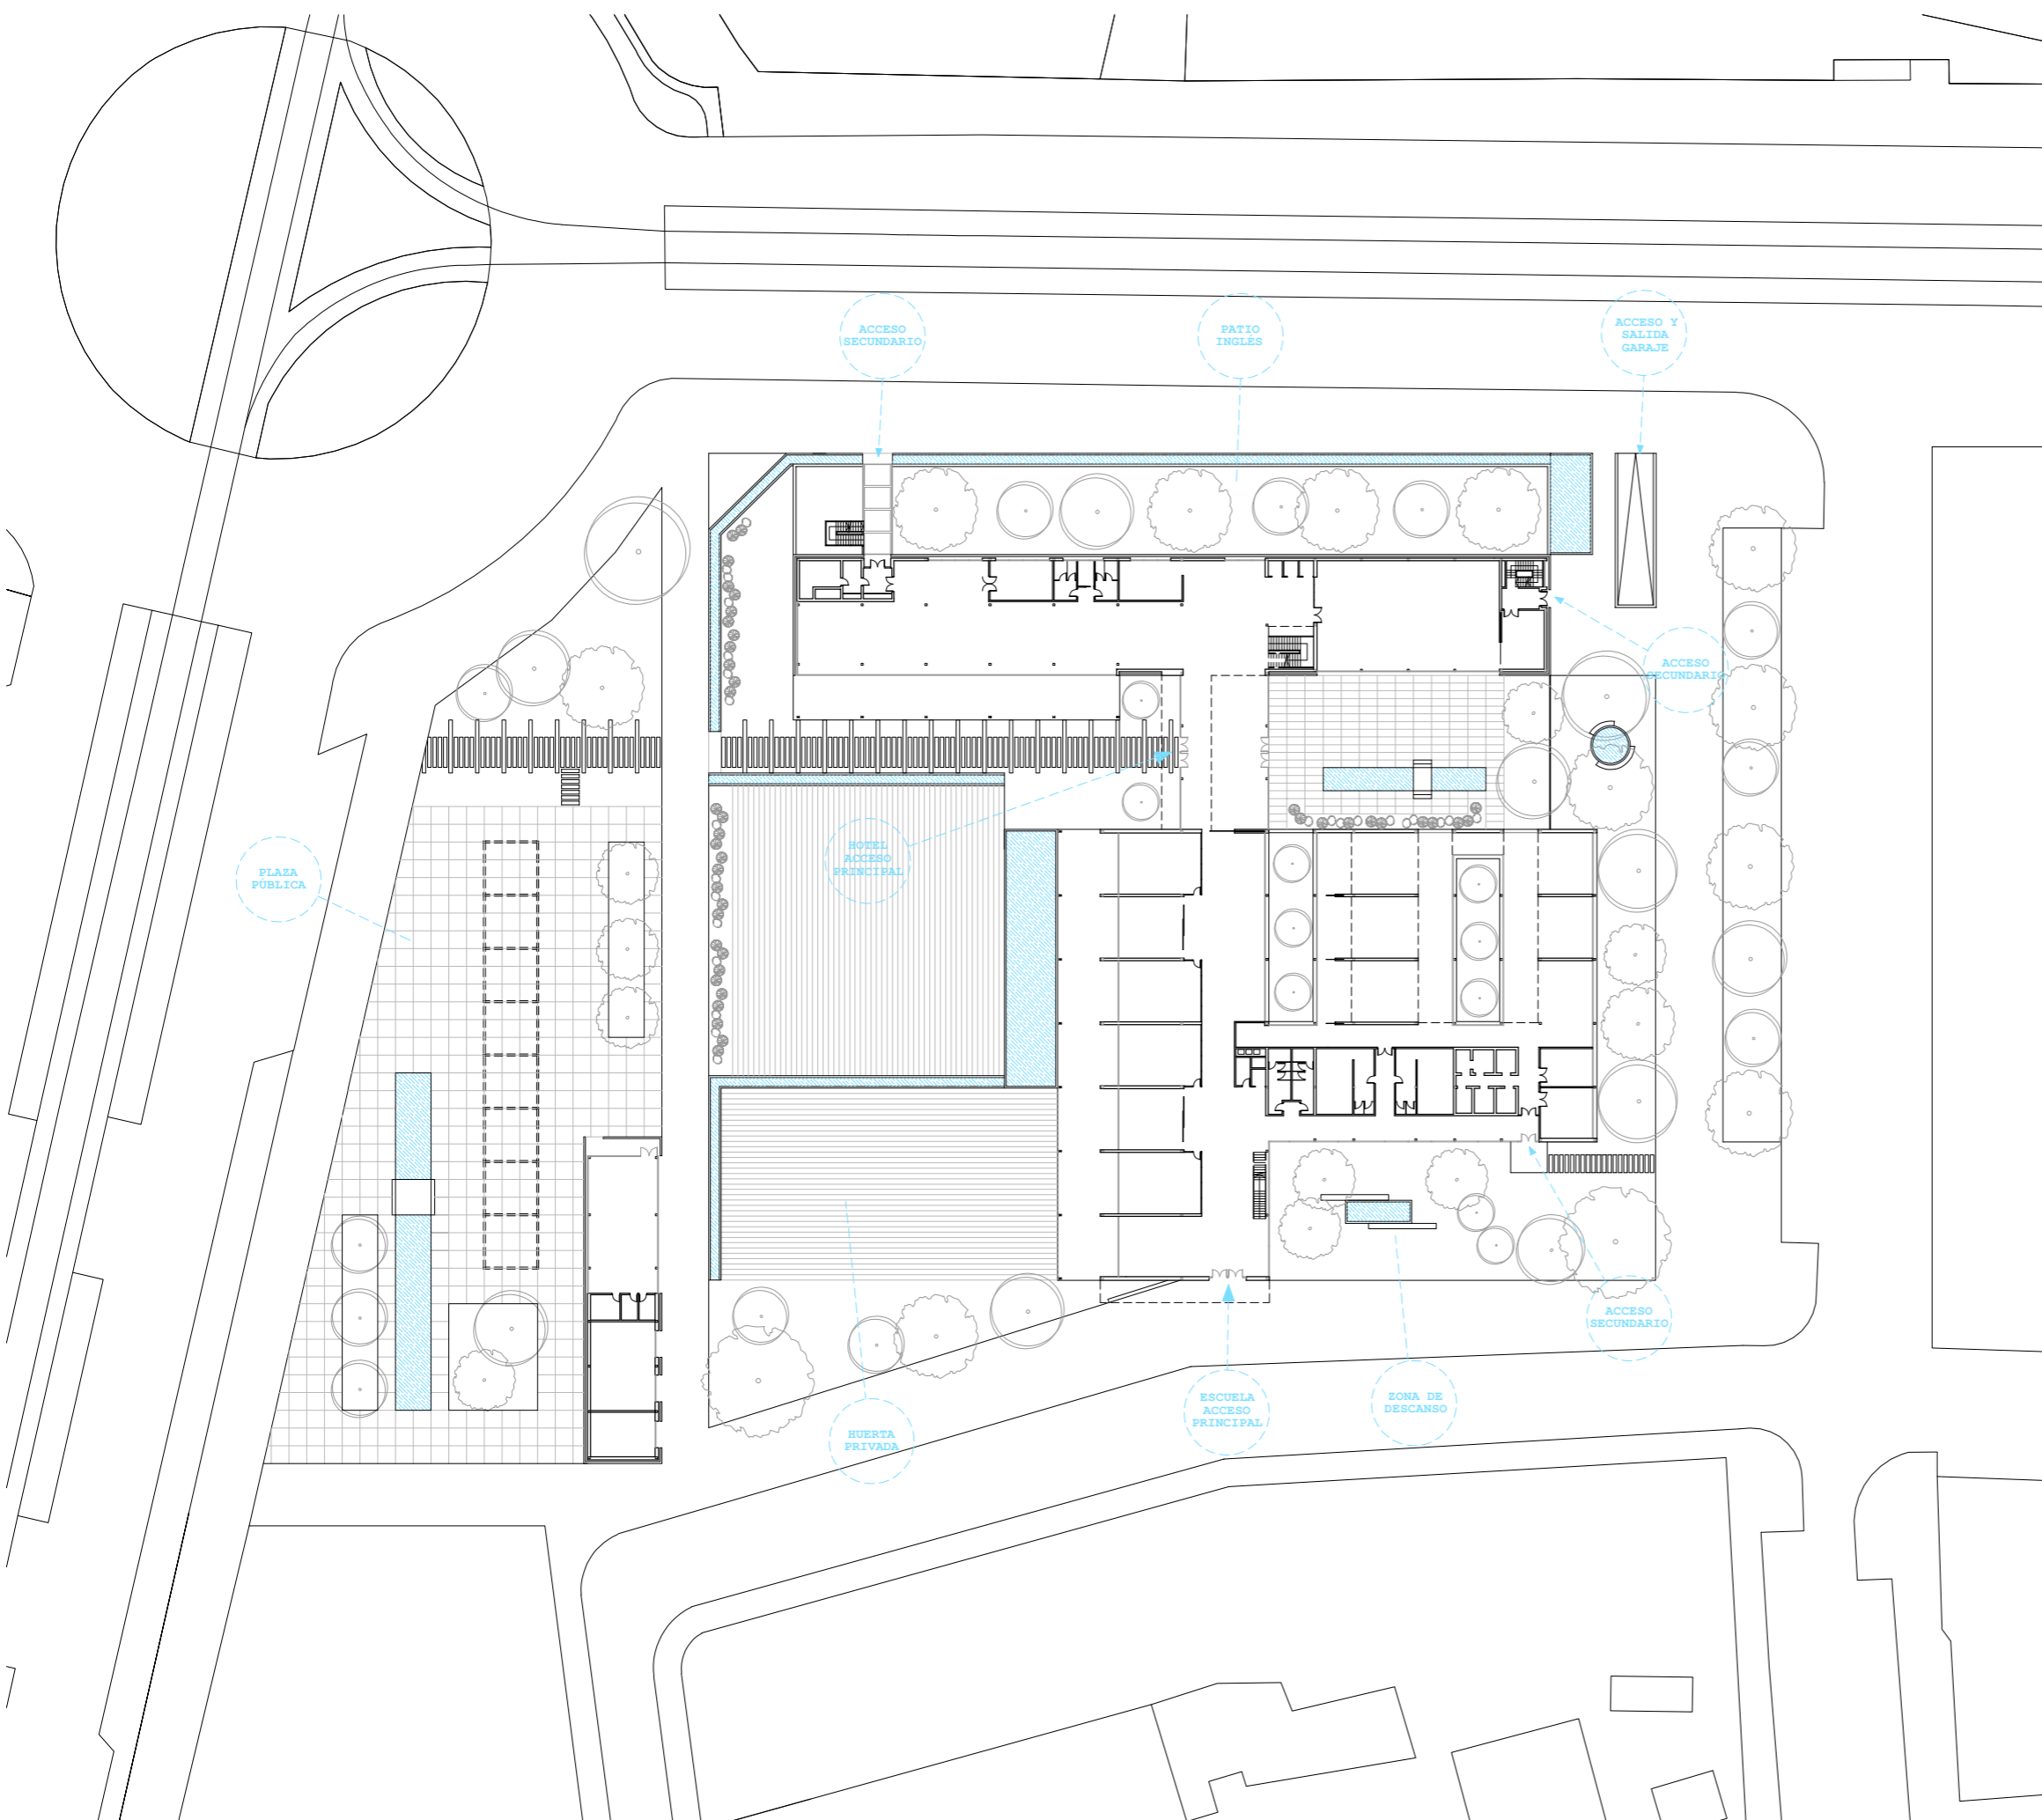 ACCESO
SECUNDARIO
PATIO
INGLÉS
ACCESO Y
SALIDA
GARAJE
ACCESO
SECUNDARIO
HOTEL
ACCESO
PRINCIPAL
PLAZA
PÚBLICA
ACCESO
SECUNDARIO
ESCUELA
ACCESO
PRINCIPAL
ZONA DE
DESCANSO
HUERTA
PRIVADA